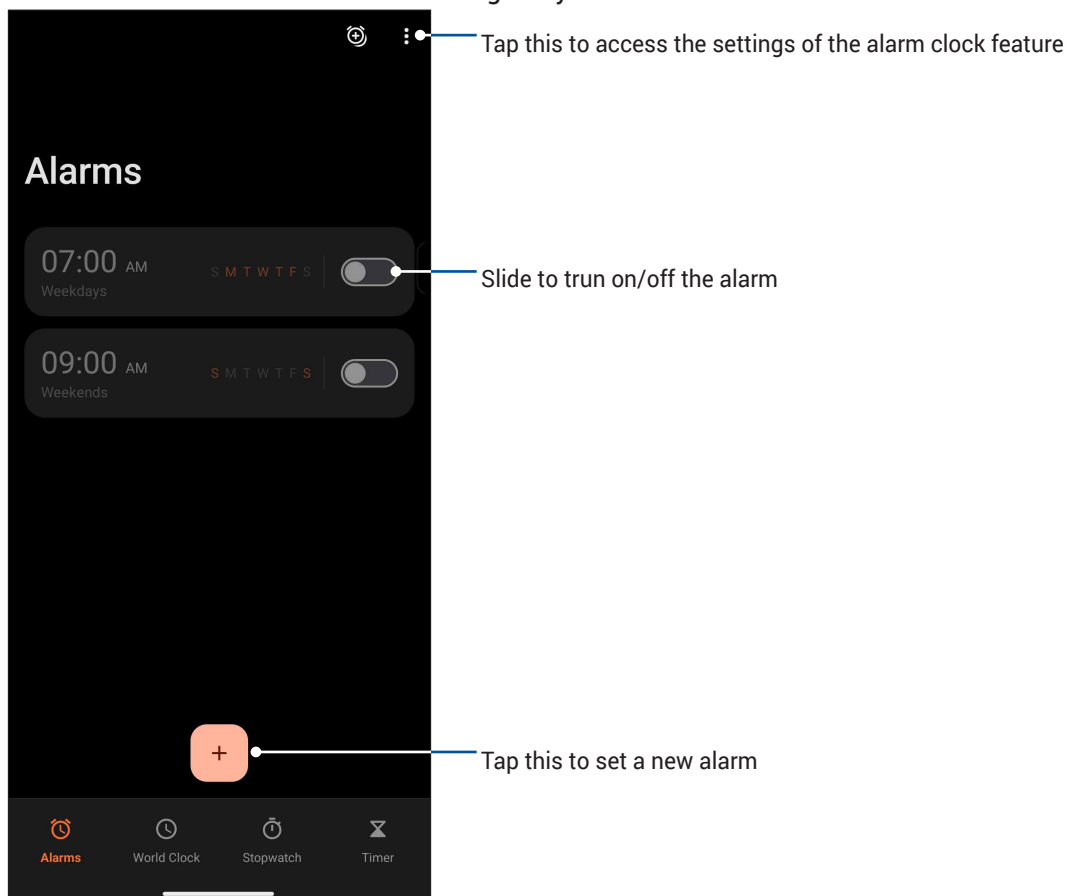 Tap this to access the settings of the alarm clock feature
Alarms
07:00 AM
S M T W T F S
Weekdays
Slide to trun on/off the alarm
09:00 AM
S M T W T F S
Weekends
+
Tap this to set a new alarm
Alarms
World Clock
Stopwatch
Timer